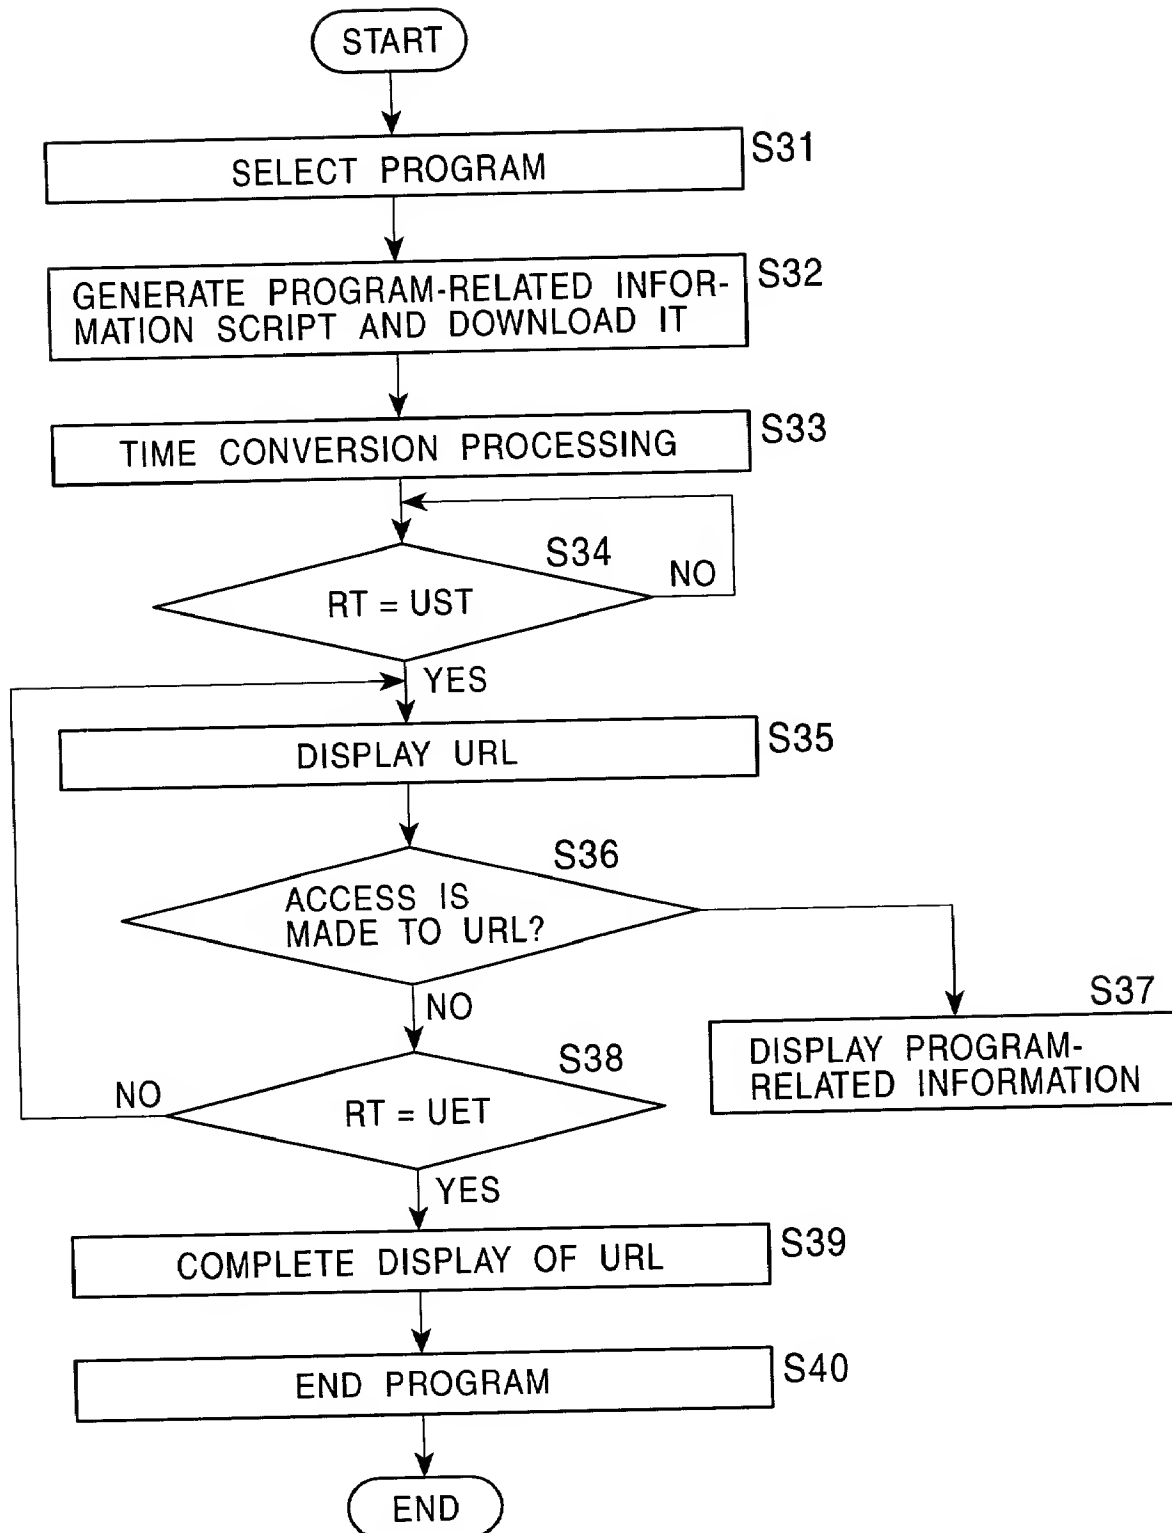 START
SELECT PROGRAM
S31
GENERATE PROGRAM-RELATED INFOR-
MATION SCRIPT AND DOWNLOAD IT
S32
TIME CONVERSION PROCESSING
S33
S34
RT = UST
NO
YES
DISPLAY URL
S35
S36
ACCESS IS
MADE TO URL?
NO
S37
DISPLAY PROGRAM-
RELATED INFORMATION
S38
NO
RT = UET
YES
COMPLETE DISPLAY OF URL
S39
END PROGRAM
S40
END